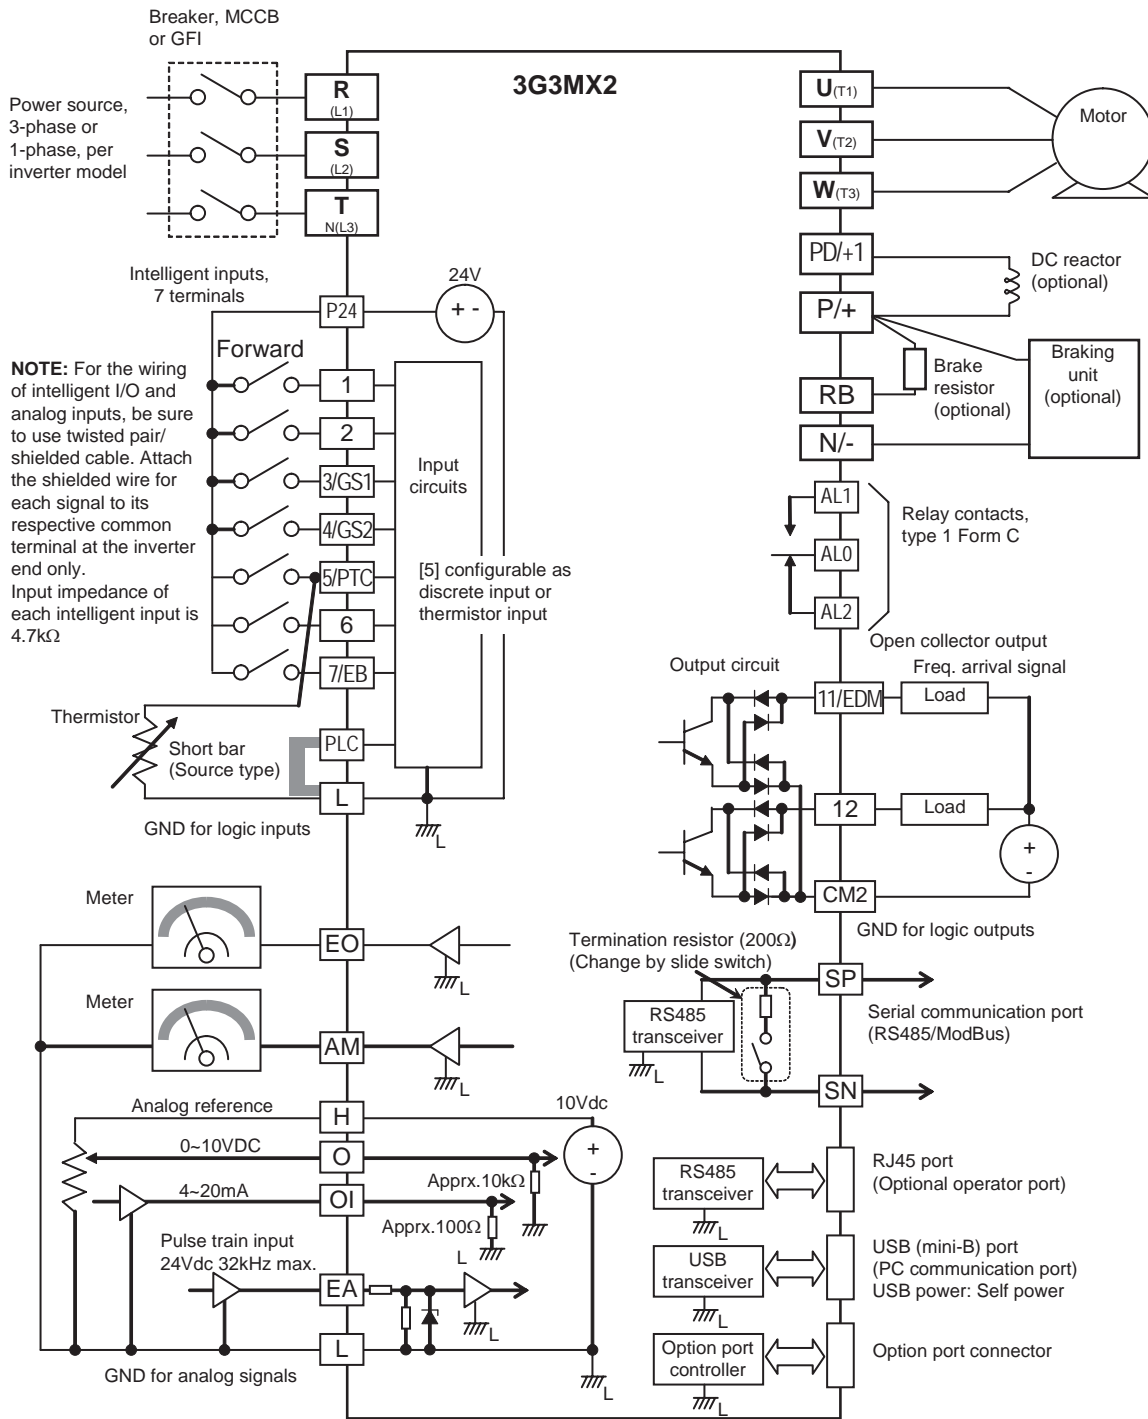 Breaker, MCCB
or GFI
Power source,
3-phase or
1-phase, per
inverter model
R
(L1)
S
(L2)
T
N(L3)
3G3MX2
U(T1)
V(T2)
W(T3)
Motor
PD/+1
P/+
DC reactor
(optional)
RB
N/-
Brake
resistor
(optional)
Braking
unit
(optional)
Intelligent inputs,
7 terminals
24V
+ -
P24
Forward
NOTE: For the wiring
of intelligent I/O and
analog inputs, be sure
to use twisted pair/
shielded cable. Attach
the shielded wire for
each signal to its
respective common
terminal at the inverter
end only.
Input impedance of
each intelligent input is
4.7kΩ
1
2
3/GS1
4/GS2
5/PTC
6
7/EB
PLC
L
Input
circuits
[5] configurable as
discrete input or
thermistor input
Thermistor
Short bar
(Source type)
GND for logic inputs
L
AL1
AL0
AL2
Relay contacts,
type 1 Form C
Open collector output
Output circuit
Freq. arrival signal
11/EDM
Load
12
Load
+
-
CM2
GND for logic outputs
Meter
EO
L
Meter
AM
L
Termination resistor (200Ω)
(Change by slide switch)
RS485
transceiver
L
SP
SN
Serial communication port
(RS485/ModBus)
Analog reference
H
10Vdc
+
-
0~10VDC
O
Apprx.10kΩ
4~20mA
OI
Apprx.100Ω
L
Pulse train input
24Vdc 32kHz max.
EA
L
L
GND for analog signals
L
RS485
transceiver
L
RJ45 port
(Optional operator port)
USB
transceiver
L
USB (mini-B) port
(PC communication port)
USB power: Self power
Option port
controller
L
Option port connector